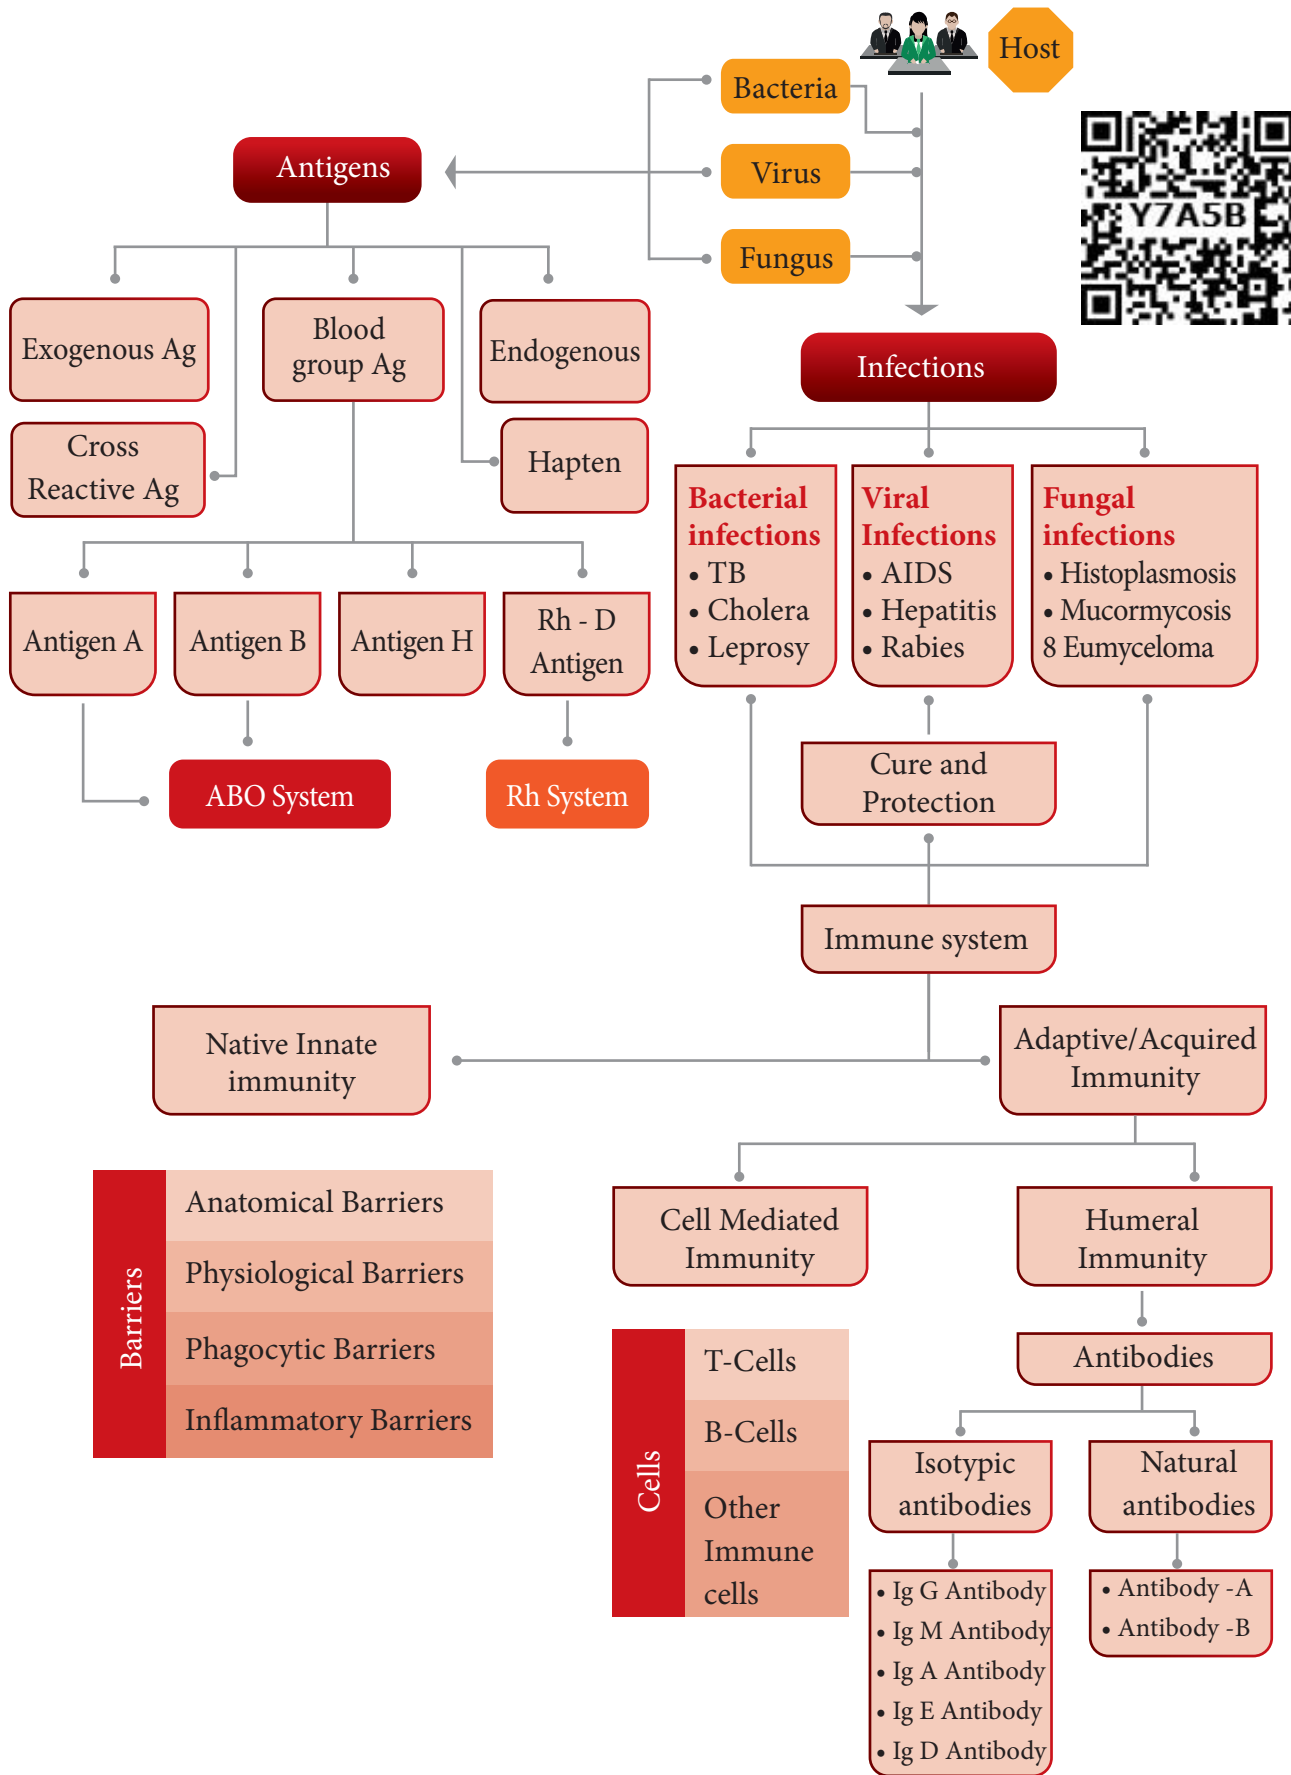 Host
Bacteria
Virus
Fungus
Y7A5B
Antigens
Exogenous Ag
Blood
group Ag
Endogenous
Cross
Reactive Ag
Hapten
Antigen A
Antigen B
Antigen H
Rh - D
Antigen
ABO System
Rh System
Infections
Bacterial
infections
• TB
• Cholera
• Leprosy
Viral
Infections
• AIDS
• Hepatitis
• Rabies
Fungal
infections
• Histoplasmosis
• Mucormycosis
8 Eumyceloma
Cure and
Protection
Immune system
Native Innate
immunity
Adaptive/Acquired
Immunity
Barriers
Anatomical Barriers
Physiological Barriers
Phagocytic Barriers
Inflammatory Barriers
Cell Mediated
Immunity
Humeral
Immunity
Cells
T-Cells
B-Cells
Other
Immune
cells
Antibodies
Isotypic
antibodies
Natural
antibodies
• Ig G Antibody
• Ig M Antibody
• Ig A Antibody
• Ig E Antibody
• Ig D Antibody
• Antibody -A
• Antibody -B